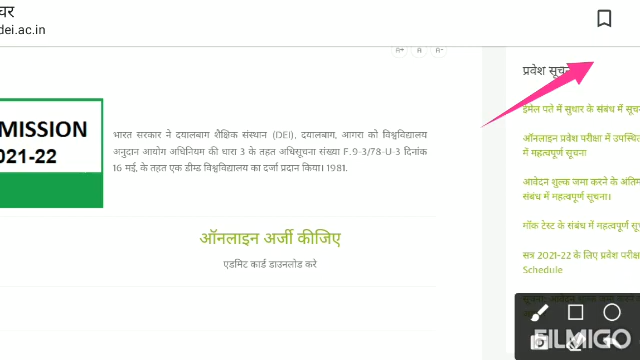 घर
dei.ac.in
A+ A A-
MISSION
021-22
भारत सरकार ने दयालबाग शैक्षिक संस्थान (DEI), दयालबाग, आगरा को विश्वविद्यालय
अनुदान आयोग अधिनियम की धारा 3 के तहत अधिसूचना संख्या F.9-3/78-U-3 दिनांक
16 मई, के तहत एक डीम्ड विश्वविद्यालय का दर्जा प्रदान किया। 1981.
ऑनलाइन अर्जी कीजिए
एडमिट कार्ड डाउनलोड करे
प्रवेश
ईमेल पते में सुधार के संबंध में
ऑनलाइन प्रवेश परीक्षा में
में महत्वपूर्ण सूचना
आवेदन शुल्क जमा करने के
संबंध में महत्वपूर्ण सूचना।
मॉक टेस्ट के संबंध में महत्वपूर्ण
सत्र 2021-22 के लिए प्रवेश
Schedule
FILMIGO